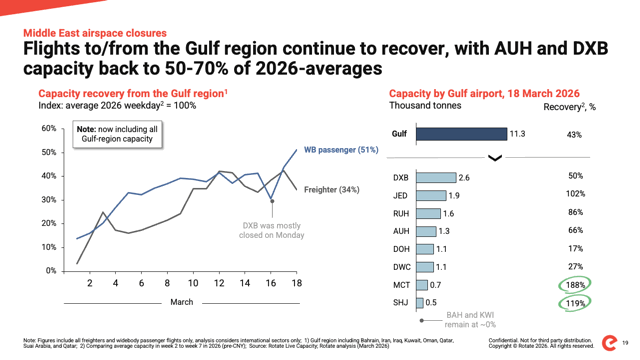 Middle East airspace closures
Flights to/from the Gulf region continue to recover, with AUH and DXB
capacity back to 50-70% of 2026-averages
Capacity recovery from the Gulf region1
Index: average 2026 weekday2 = 100%
60%
50%
40%
30%
20%
10%
0%
Note: now including all
Gulf-region capacity
WB passenger (51%)
Freighter (34%)
DXB was mostly
closed on Monday
2
4
6
8
10
12
14
16
18
March
Capacity by Gulf airport, 18 March 2026
Thousand tonnes
Recovery2, %
Gulf 11.3 43%
DXB 2.6 50%
JED 1.9 102%
RUH 1.6 86%
AUH 1.3 66%
DOH 1.1 17%
DWC 1.1 27%
MCT 0.7 188%
SHJ 0.5 119%
BAH and KWI
remain at ~0%
Note: Figures include all freighters and widebody passenger flights only, analysis considers international sectors only; 1) Gulf region including Bahrain, Iran, Iraq, Kuwait, Oman, Qatar,
Suai Arabia, and Qatar; 2) Comparing average capacity in week 2 to week 7 in 2026 (pre-CNY); Source: Rotate Live Capacity; Rotate analysis (March 2026)
Confidential. Not for third party distribution.
Copyright © Rotate 2026. All rights reserved.
19